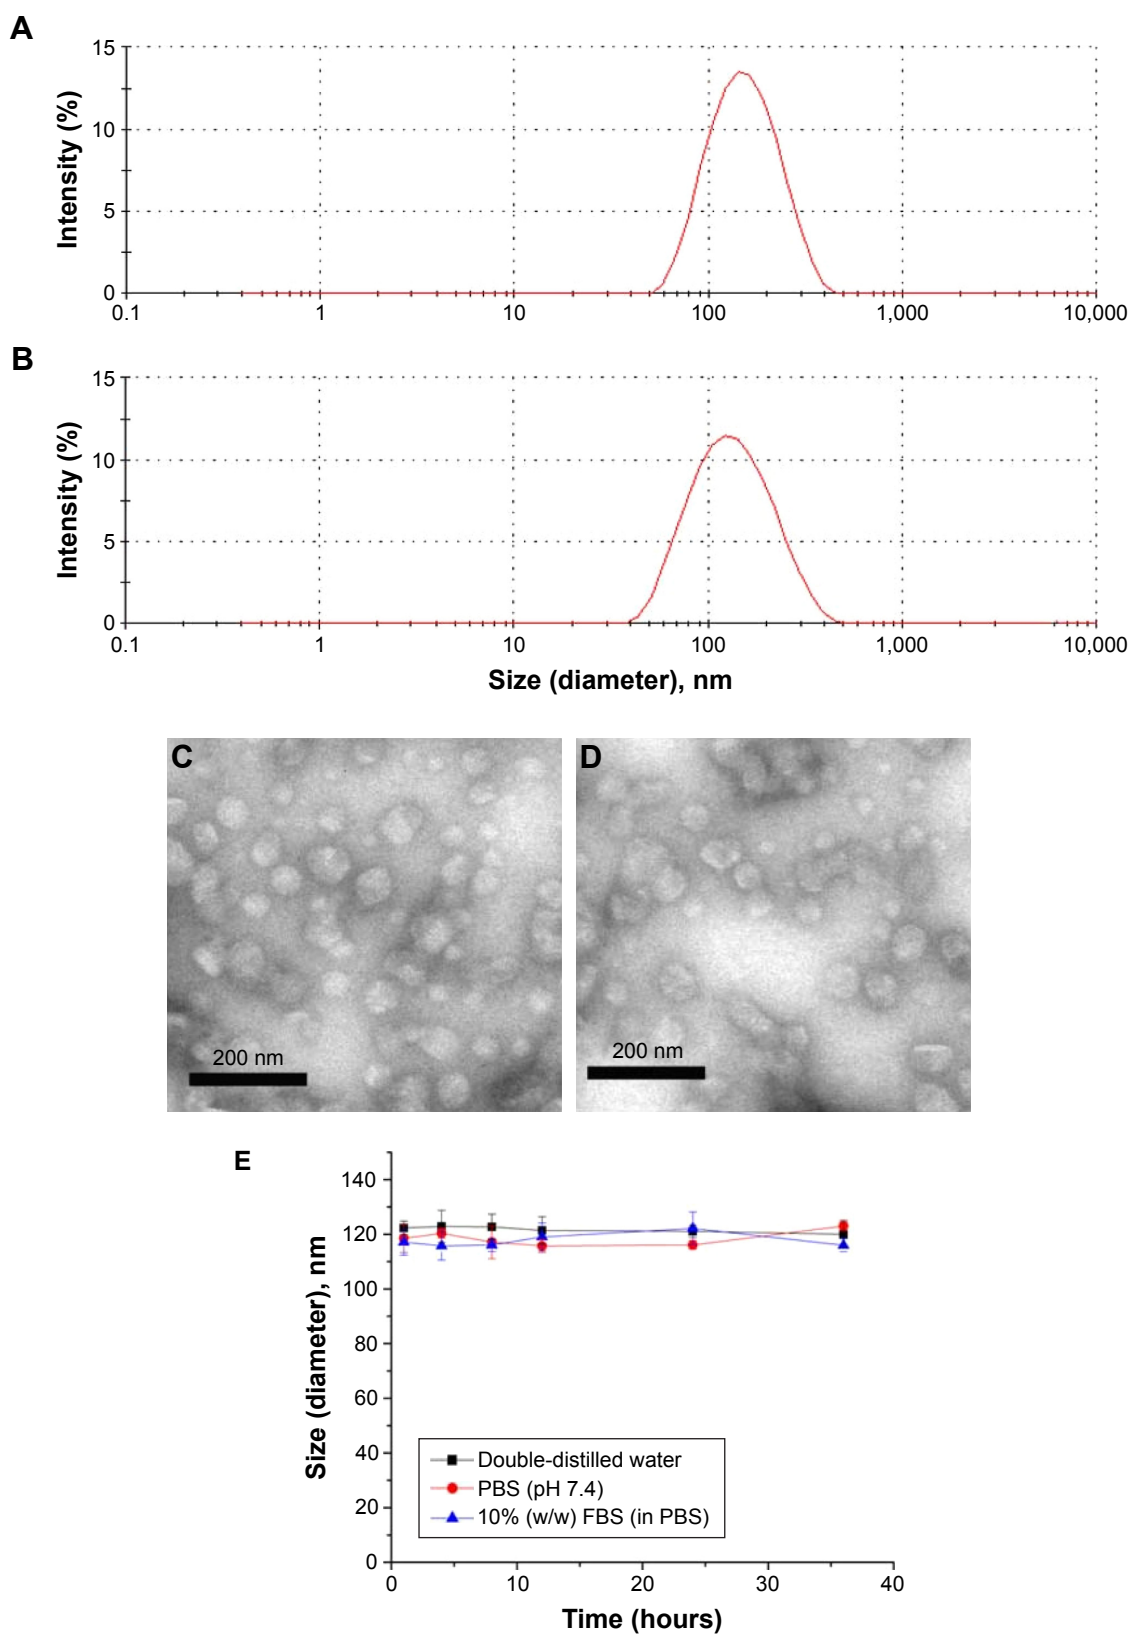 A
15
10
5
0
Intensity (%)
0.1 1 10 100 1,000 10,000
B
15
10
5
0
Intensity (%)
0.1 1 10 100 1,000 10,000
Size (diameter), nm
C
200 nm
D
200 nm
E
140
120
100
80
60
40
20
0
Size (diameter), nm
Double-distilled water
PBS (pH 7.4)
10% (w/w) FBS (in PBS)
0 10 20 30 40
Time (hours)